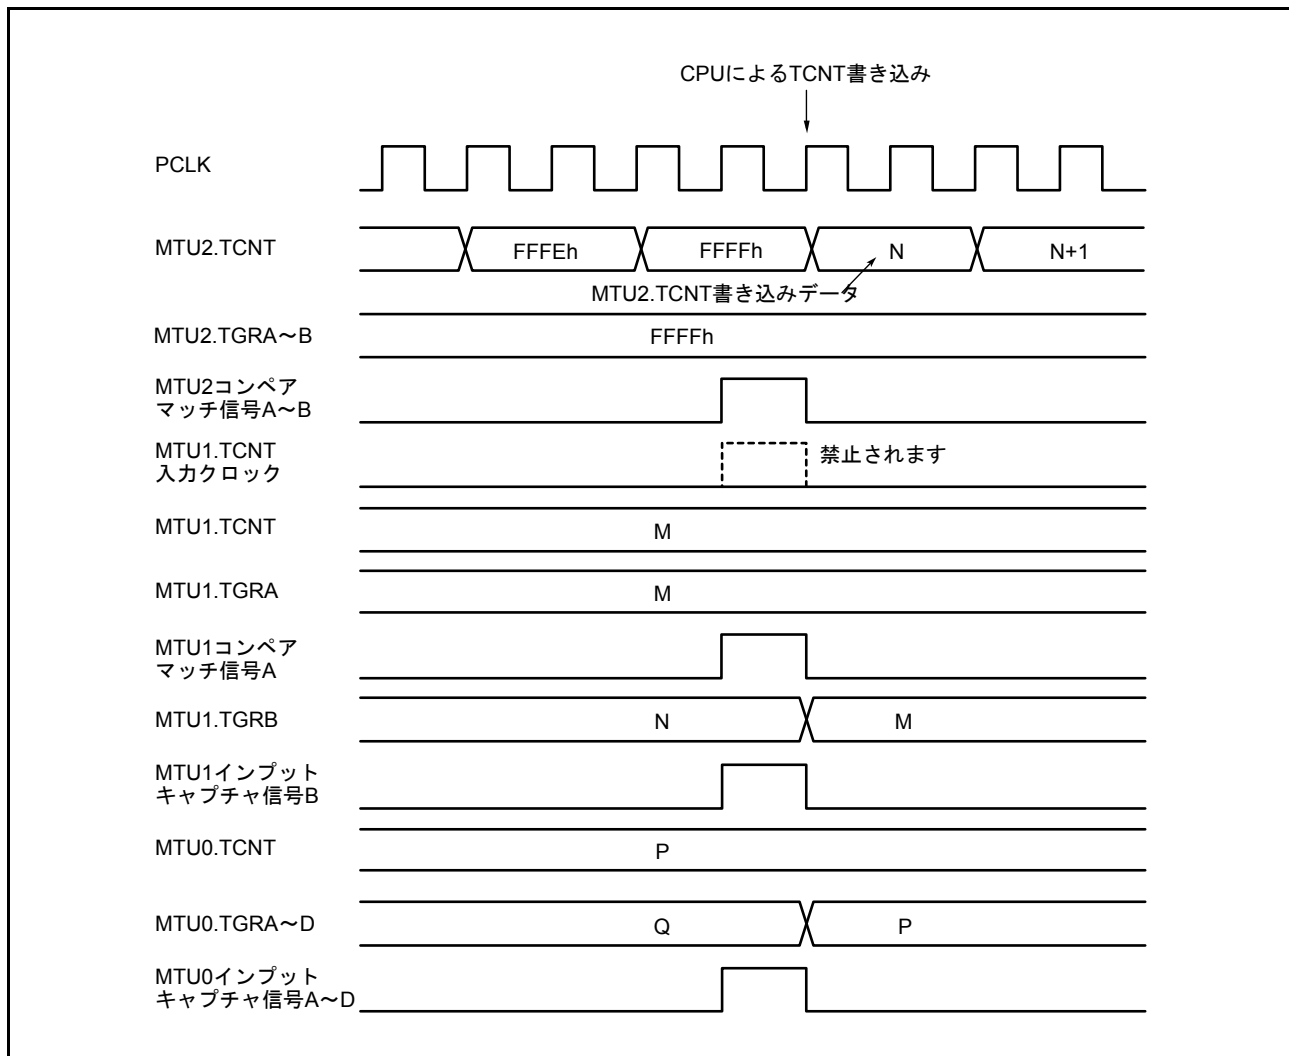 CPUによるTCNT書き込み
PCLK
MTU2.TCNT
FFFEh
FFFFh
N
N+1
MTU2.TCNT書き込みデータ
MTU2.TGRA～B
FFFFh
MTU2コンペア
マッチ信号A～B
MTU1.TCNT
入力クロック
禁止されます
MTU1.TCNT
M
MTU1.TGRA
M
MTU1コンペア
マッチ信号A
MTU1.TGRB
N
M
MTU1インプット
キャプチャ信号B
MTU0.TCNT
P
MTU0.TGRA～D
Q
P
MTU0インプット
キャプチャ信号A～D